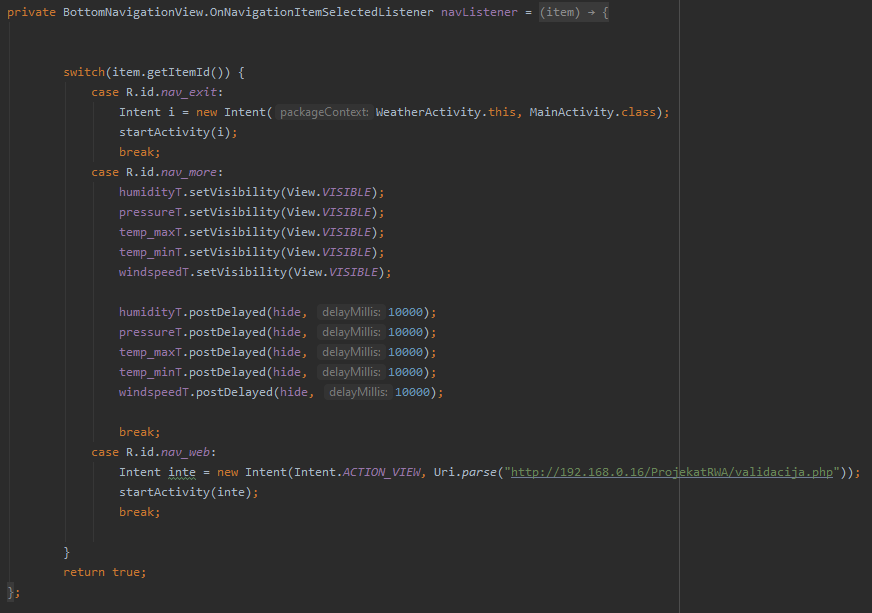 private BottomNavigationView.OnNavigationItemSelectedListener navListener = (item) → {
switch(item.getItemId()) {
case R.id.nav_exit:
Intent i = new Intent( packageContext: WeatherActivity.this, MainActivity.class);
startActivity(i);
break;
case R.id.nav_more:
humidityT.setVisibility(View.VISIBLE);
pressureT.setVisibility(View.VISIBLE);
temp_maxT.setVisibility(View.VISIBLE);
temp_minT.setVisibility(View.VISIBLE);
windspeedT.setVisibility(View.VISIBLE);
humidityT.postDelayed(hide, delayMillis: 10000);
pressureT.postDelayed(hide, delayMillis: 10000);
temp_maxT.postDelayed(hide, delayMillis: 10000);
temp_minT.postDelayed(hide, delayMillis: 10000);
windspeedT.postDelayed(hide, delayMillis: 10000);
break;
case R.id.nav_web:
Intent inte = new Intent(Intent.ACTION_VIEW, Uri.parse("http://192.168.0.16/ProjekatRWA/validacija.php"));
startActivity(inte);
break;
}
return true;
};